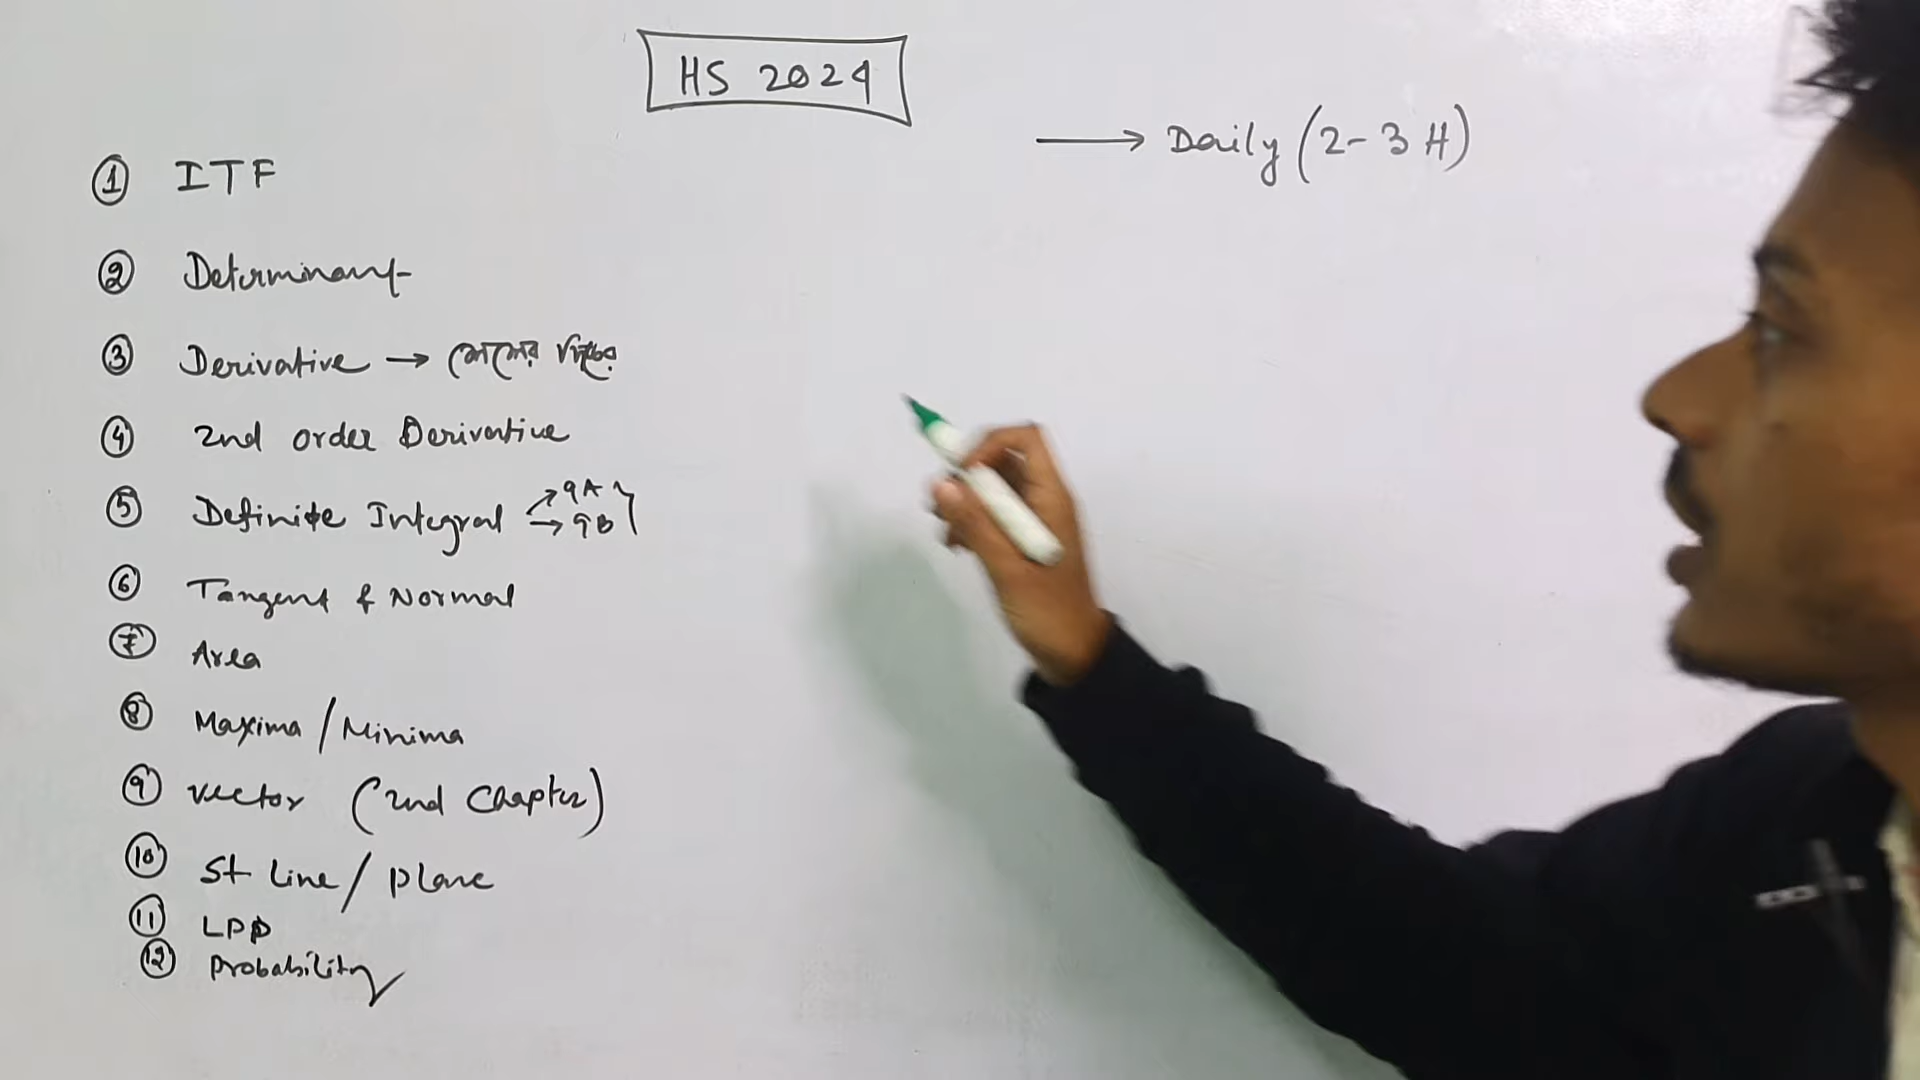 HS 2024
→ Daily (2-3 H)
① ITF
② Determinant
③ Derivative →
④ 2nd order Derivative
⑤ Definite Integral → 9A → 9B }
⑥ Tangent & Normal
⑦ Area
⑧ Maxima / Minima
⑨ Vector (2nd Chapter)
⑩ St Line / Plane
⑪ LPP
⑫ Probability